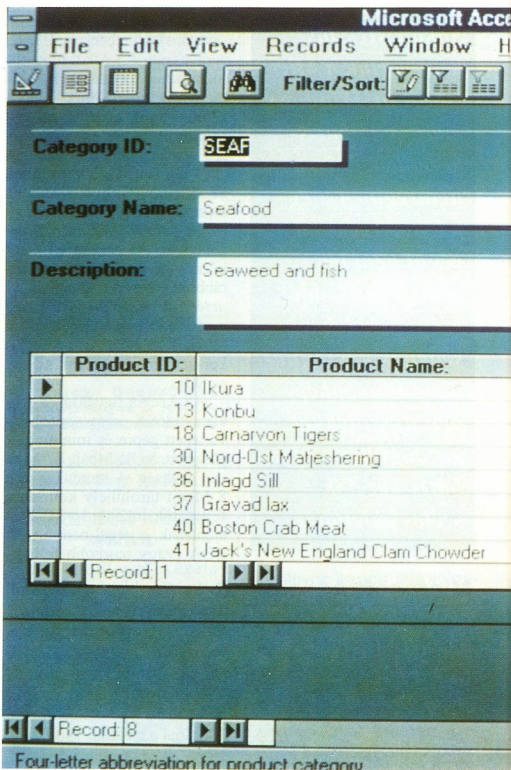 Microsoft Acce
File Edit View Records Window H
Filter/Sort:
Category ID: SEAF
Category Name: Seafood
Description: Seaweed and fish
Product ID: Product Name:
10 Ikura
13 Konbu
18 Carnarvon Tigers
30 Nord-Ost Matjeshering
36 Inlagd Sill
37 Gravad lax
40 Boston Crab Meat
41 Jack's New England Clam Chowder
Record: 1
Record: 8
Four-letter abbreviation for product category